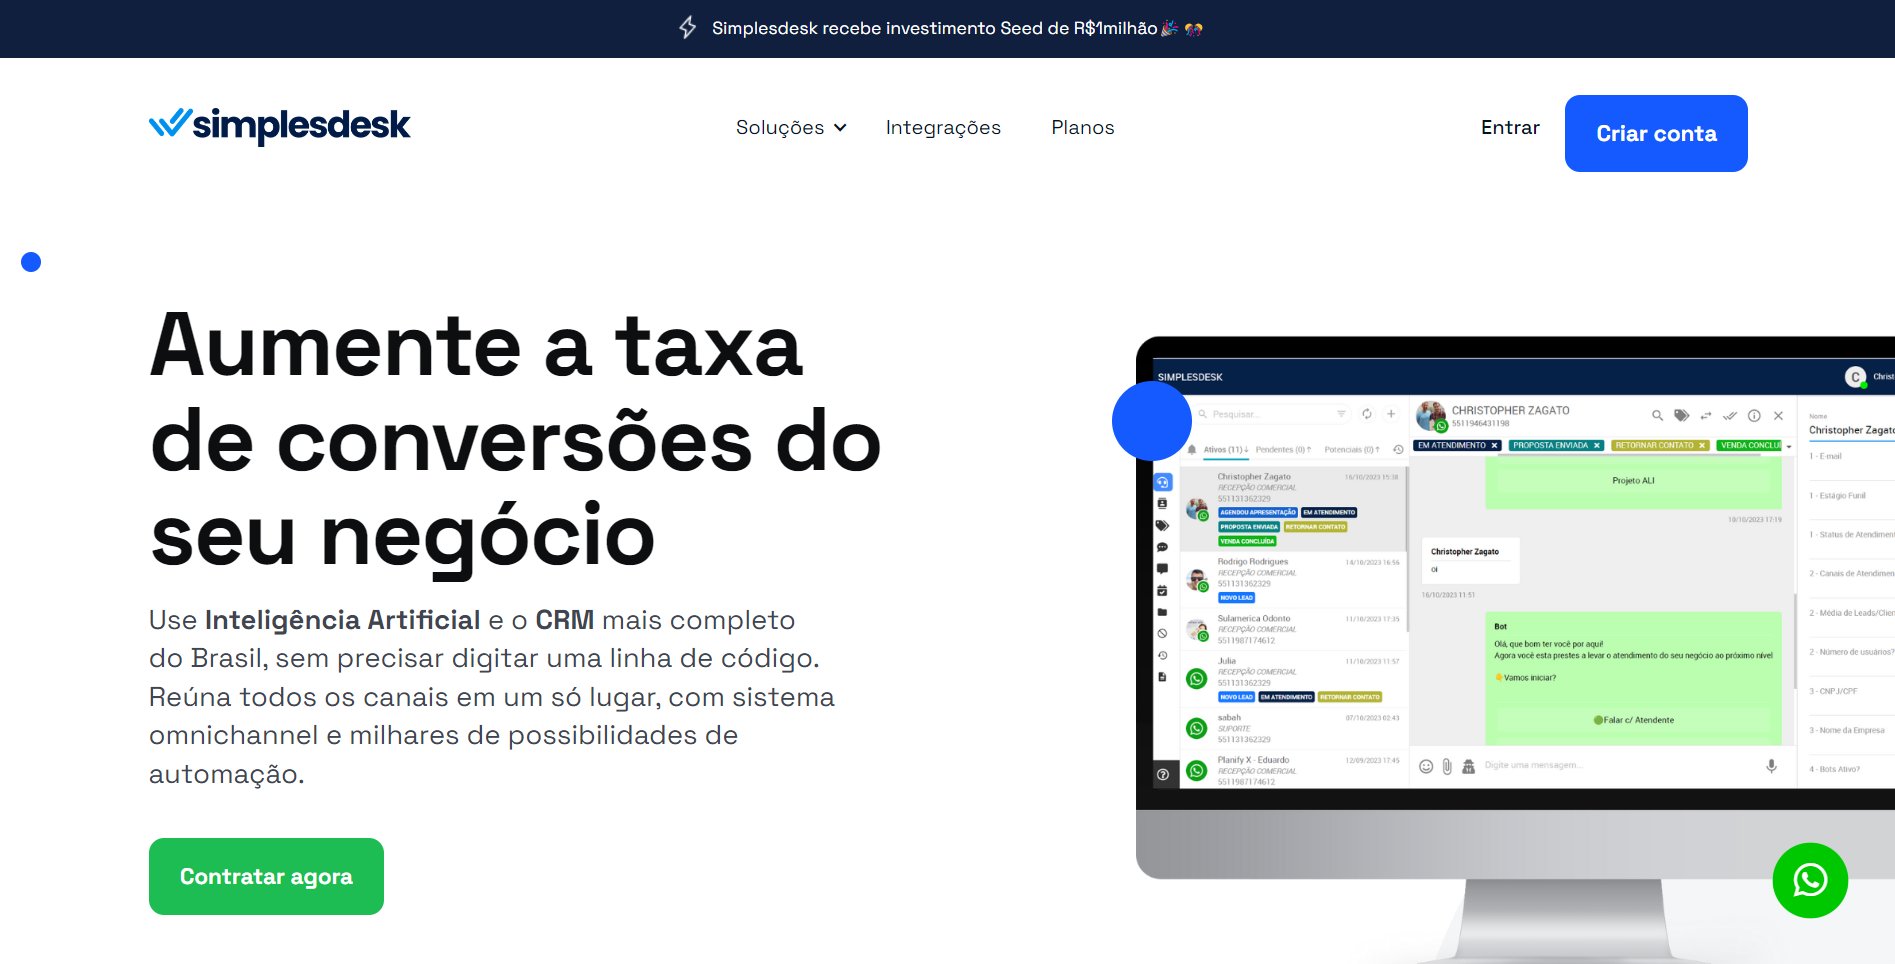 Simplesdesk recebe investimento Seed de R$1milhão🎉 🎊
simplesdesk
Soluções
Integrações
Planos
Entrar
Criar conta
Aumente a taxa
de conversões do
seu negócio
Use Inteligência Artificial e o CRM mais completo
do Brasil, sem precisar digitar uma linha de código.
Reúna todos os canais em um só lugar, com sistema
omnichannel e milhares de possibilidades de
automação.
Contratar agora
SIMPLESDESK
C
Christ
Pesquisar...
Ativos (11)
Pendentes (0)
Potenciais (0)
Christopher Zagato 16/10/2023 15:38
RECEPÇÃO COMERCIAL
551131362329
AGENDOU APRESENTAÇÃO EM ATENDIMENTO
PROPOSTA ENVIADA RETORNAR CONTATO
VENDA CONCLUÍDA
Rodrigo Rodrigues 14/10/2023 16:56
RECEPÇÃO COMERCIAL
551131362329
NOVO LEAD
Sulamerica Odonto 11/10/2023 17:35
RECEPÇÃO COMERCIAL
5511987174612
Julia 11/10/2023 11:57
RECEPÇÃO COMERCIAL
551131362329
NOVO LEAD EM ATENDIMENTO RETORNAR CONTATO
sabah 07/10/2023 02:43
SUPORTE
551131362329
Planify X - Eduardo 12/09/2023 17:45
RECEPÇÃO COMERCIAL
5511987174612
CHRISTOPHER ZAGATO
5511946431198
EM ATENDIMENTO PROPOSTA ENVIADA RETORNAR CONTATO VENDA CONCLUÍ
Projeto ALI
10/10/2023 17:19
Christopher Zagato
oi
16/10/2023 11:51
Bot
Olá, que bom ter você por aqui!
Agora você esta prestes a levar o atendimento do seu negócio ao próximo nível
👇Vamos iniciar?
🟢Falar c/ Atendente
Digite uma mensagem...
Nome
Christopher Zagato
1 - E-mail
1 - Estágio Funil
1 - Status de Atendiment
2 - Canais de Atendimen
2 - Média de Leads/Clien
2 - Número de usuários?
3 - CNPJ/CPF
3 - Nome da Empresa
4 - Bots Ativo?